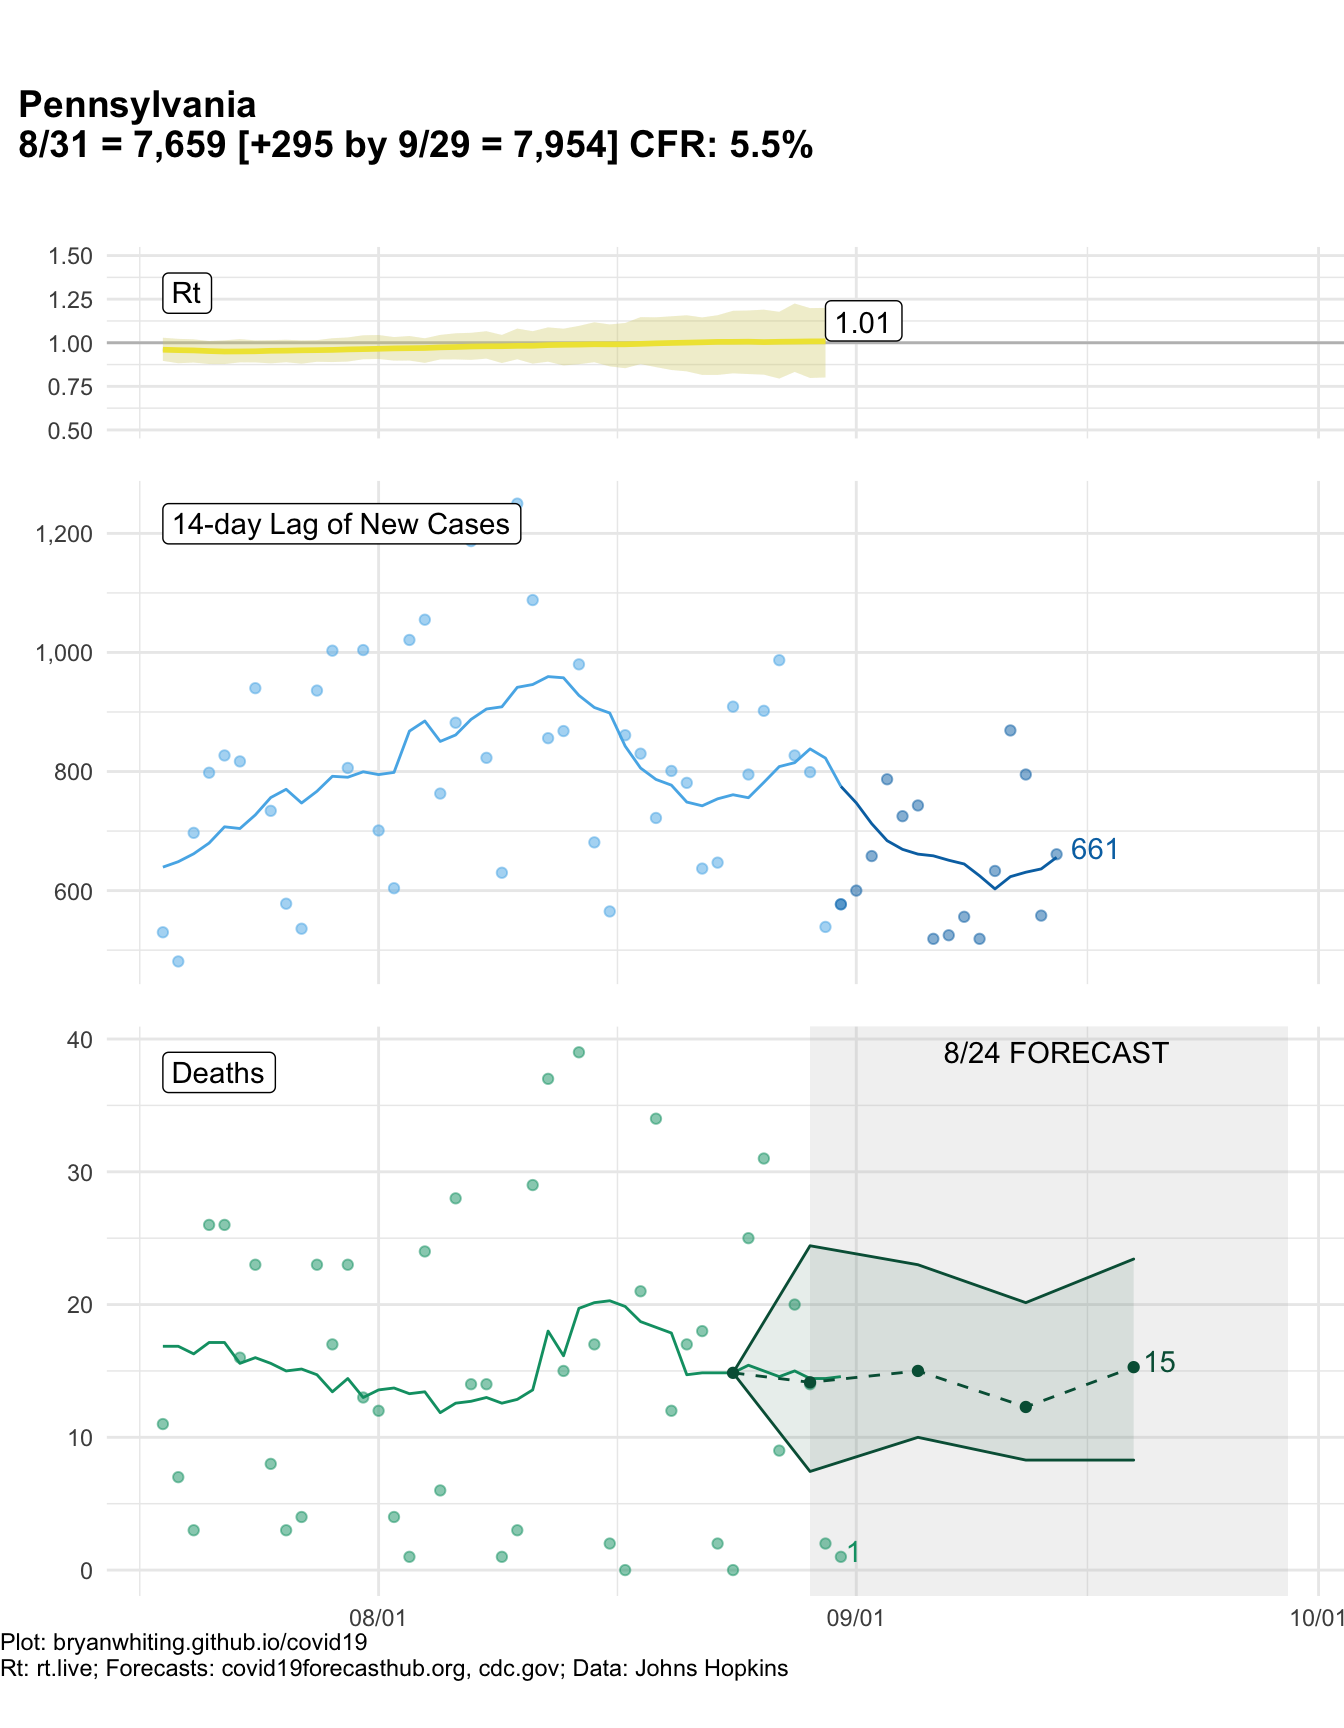 Pennsylvania
8/31 = 7,659 [+295 by 9/29 = 7,954] CFR: 5.5%
1.50
Rt
1.25
1.01
1.00
0.75
0.50
14-day Lag of New Cases
1,200
1,000
800
661
600
40
8/24 FORECAST
Deaths
30
20
15
10
1
0
08/01
09/01
10/01
Plot: bryanwhiting.github.io/covid19
Rt: rt.live; Forecasts: covid19forecasthub.org, cdc.gov; Data: Johns Hopkins